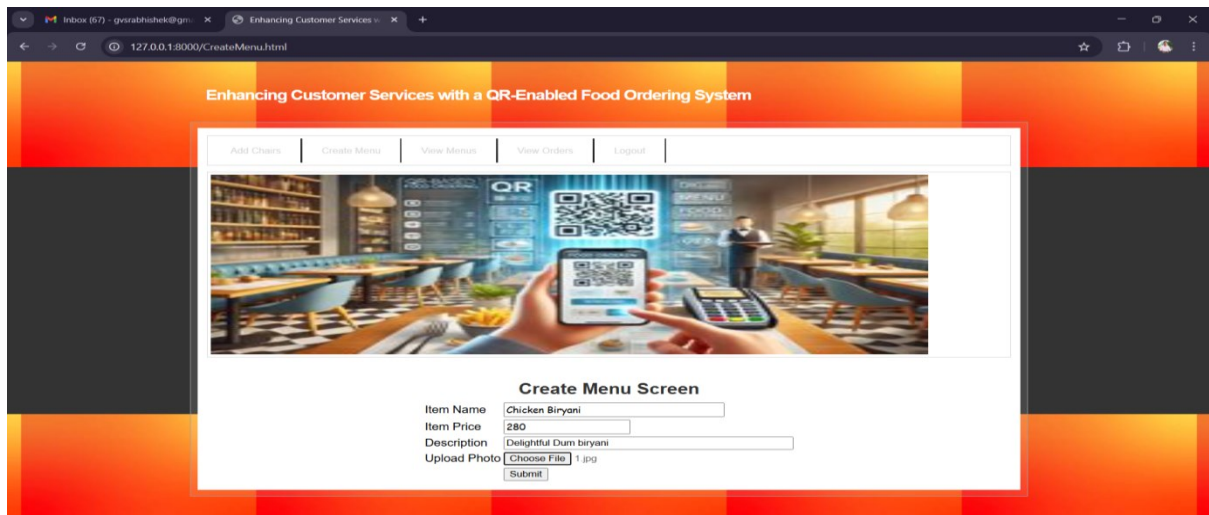 Inbox (67) - gvsrabhishek@gm
Enhancing Customer Services w
127.0.0.1:8000/CreateMenu.html
Enhancing Customer Services with a QR-Enabled Food Ordering System
Add Chairs Create Menu View Menus View Orders Logout
QR
MENU
FOOD
Create Menu Screen
Item Name Chicken Biryani
Item Price 280
Description Delightful Dum biryani
Upload Photo Choose File 1.jpg
Submit